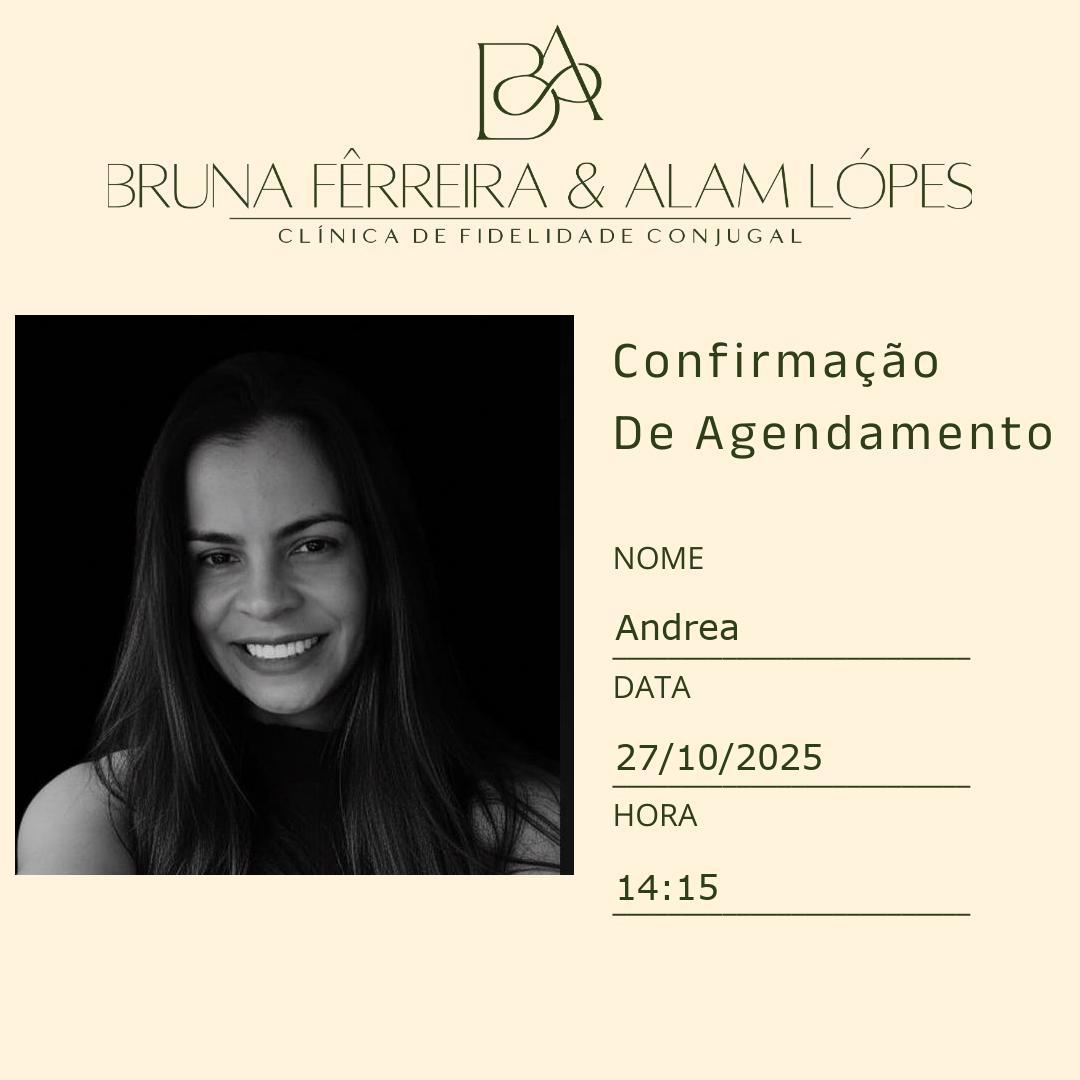 BA
BRUNA FÊRREIRA & ALAM LÓPES
CLÍNICA DE FIDELIDADE CONJUGAL
Confirmação
De Agendamento
NOME
Andrea
DATA
27/10/2025
HORA
14:15